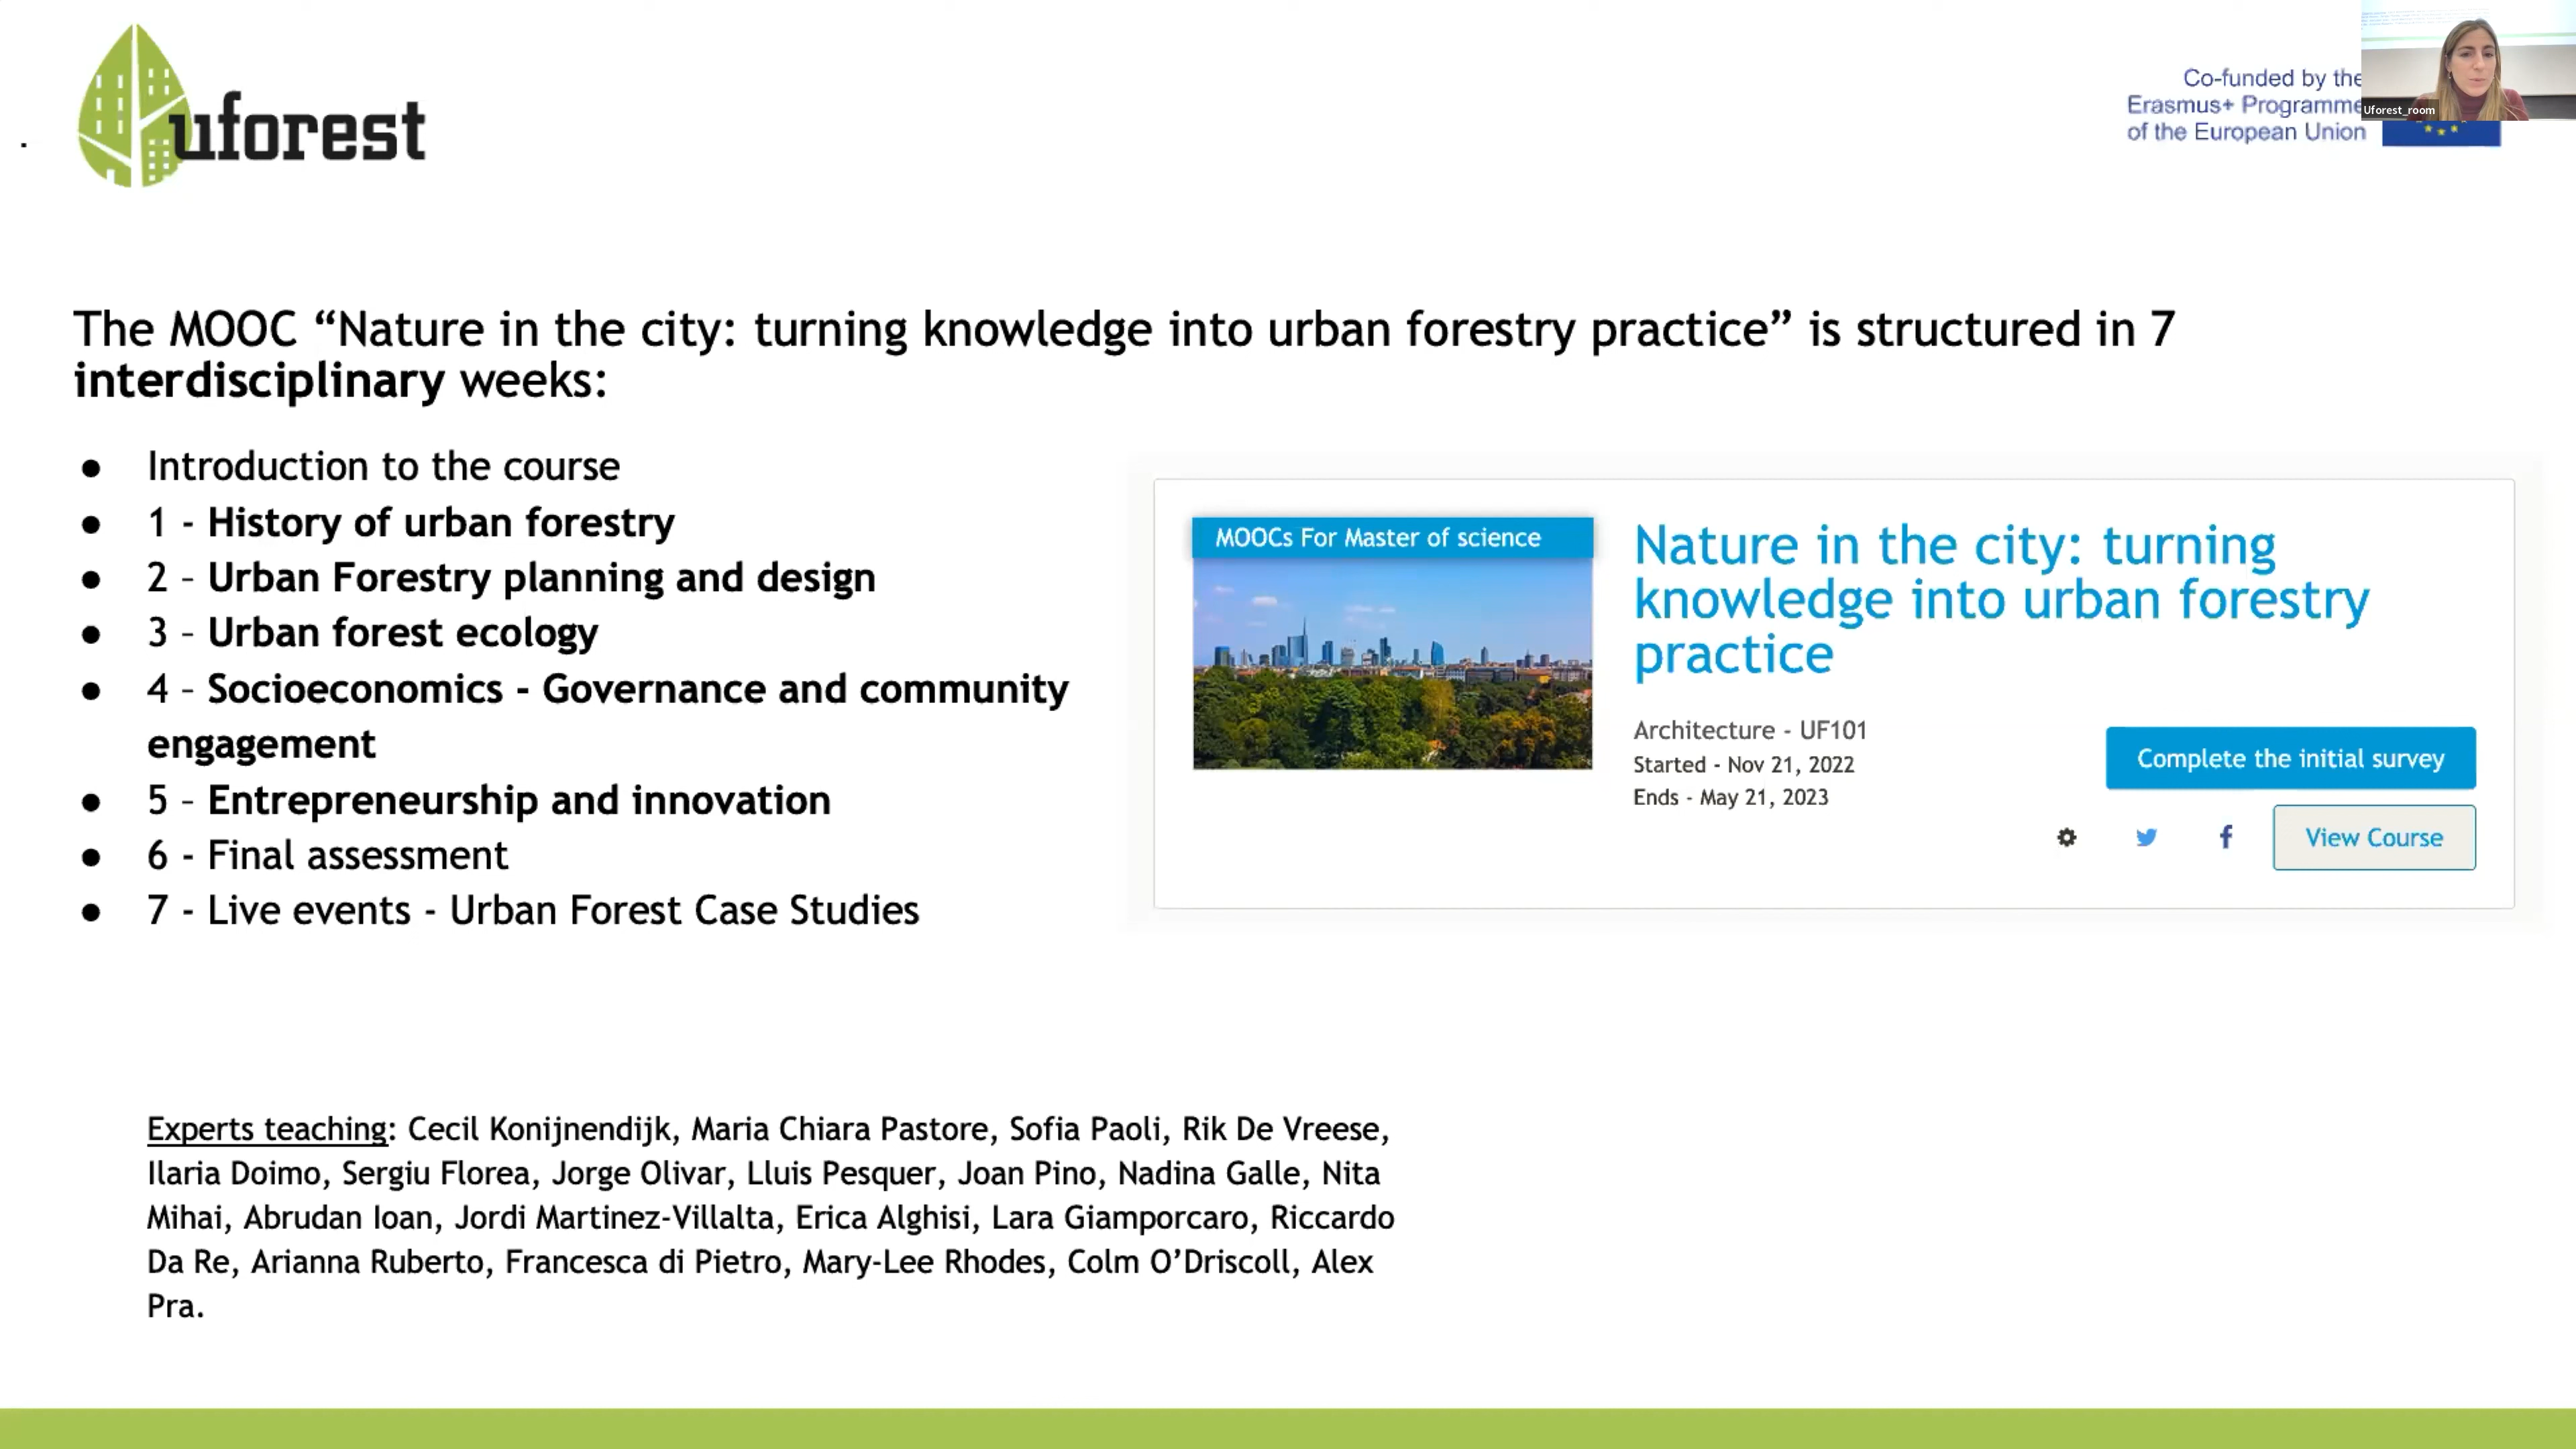 uforest
Co-funded by the
Erasmus+ Programme
of the European Union
Uforest_room
.
The MOOC “Nature in the city: turning knowledge into urban forestry practice” is structured in 7
interdisciplinary weeks:
● Introduction to the course
● 1 - History of urban forestry
● 2 – Urban Forestry planning and design
● 3 – Urban forest ecology
● 4 – Socioeconomics - Governance and community
engagement
● 5 – Entrepreneurship and innovation
● 6 - Final assessment
● 7 - Live events - Urban Forest Case Studies
MOOCs For Master of science
Nature in the city: turning
knowledge into urban forestry
practice
Architecture - UF101
Started - Nov 21, 2022
Ends - May 21, 2023
Complete the initial survey
View Course
Experts teaching: Cecil Konijnendijk, Maria Chiara Pastore, Sofia Paoli, Rik De Vreese,
Ilaria Doimo, Sergiu Florea, Jorge Olivar, Lluis Pesquer, Joan Pino, Nadina Galle, Nita
Mihai, Abrudan Ioan, Jordi Martinez-Villalta, Erica Alghisi, Lara Giamporcaro, Riccardo
Da Re, Arianna Ruberto, Francesca di Pietro, Mary-Lee Rhodes, Colm O’Driscoll, Alex
Pra.